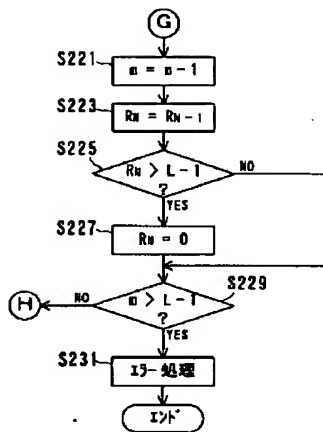 G
S221
m = m - 1
S223
RN = RN - 1
S225
RN > L - 1
?
NO
YES
S227
RN = 0
S229
NO
H
m > L - 1
?
YES
S231
ｴﾗｰ 処理
ｴﾝﾄﾞ